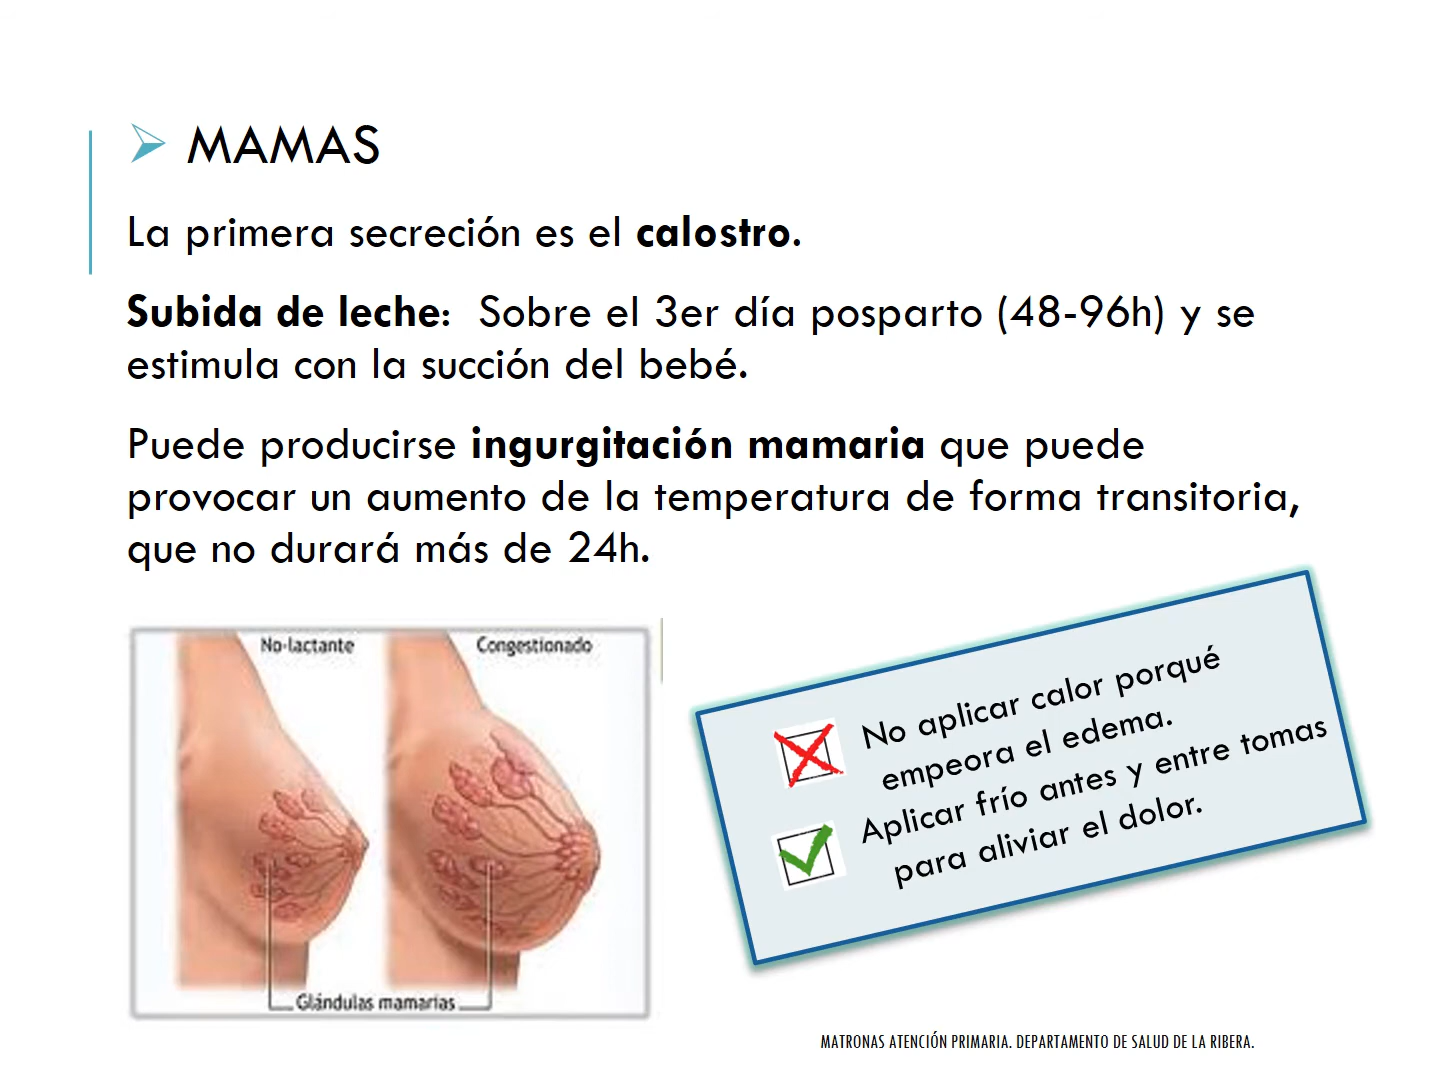 MAMAS
La primera secreción es el calostro.
Subida de leche: Sobre el 3er día posparto (48-96h) y se
estimula con la succión del bebé.
Puede producirse ingurgitación mamaria que puede
provocar un aumento de la temperatura de forma transitoria,
que no durará más de 24h.
No-lactante
Congestionado
Glándulas mamarias
No aplicar calor porqué
empeora el edema.
Aplicar frío antes y entre tomas
para aliviar el dolor.
MATRONAS ATENCIÓN PRIMARIA. DEPARTAMENTO DE SALUD DE LA RIBERA.